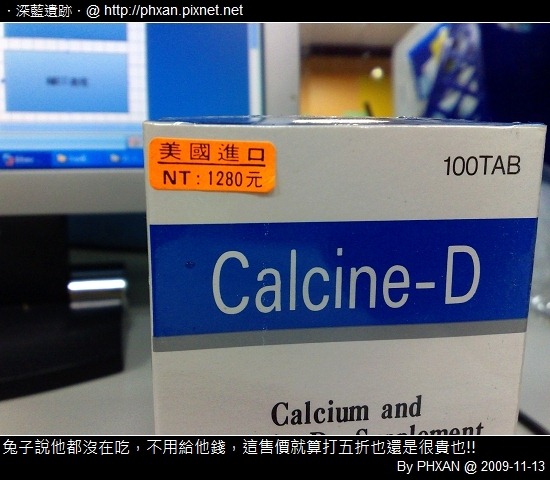 ．深藍遺跡．@ http://phxan.pixnet.net
美國進口
NT：1280元
100TAB
Calcine-D
Calcium and
兔子說他都沒在吃，不用給他錢，這售價就算打五折也還是很貴也!!
By PHXAN @ 2009-11-13